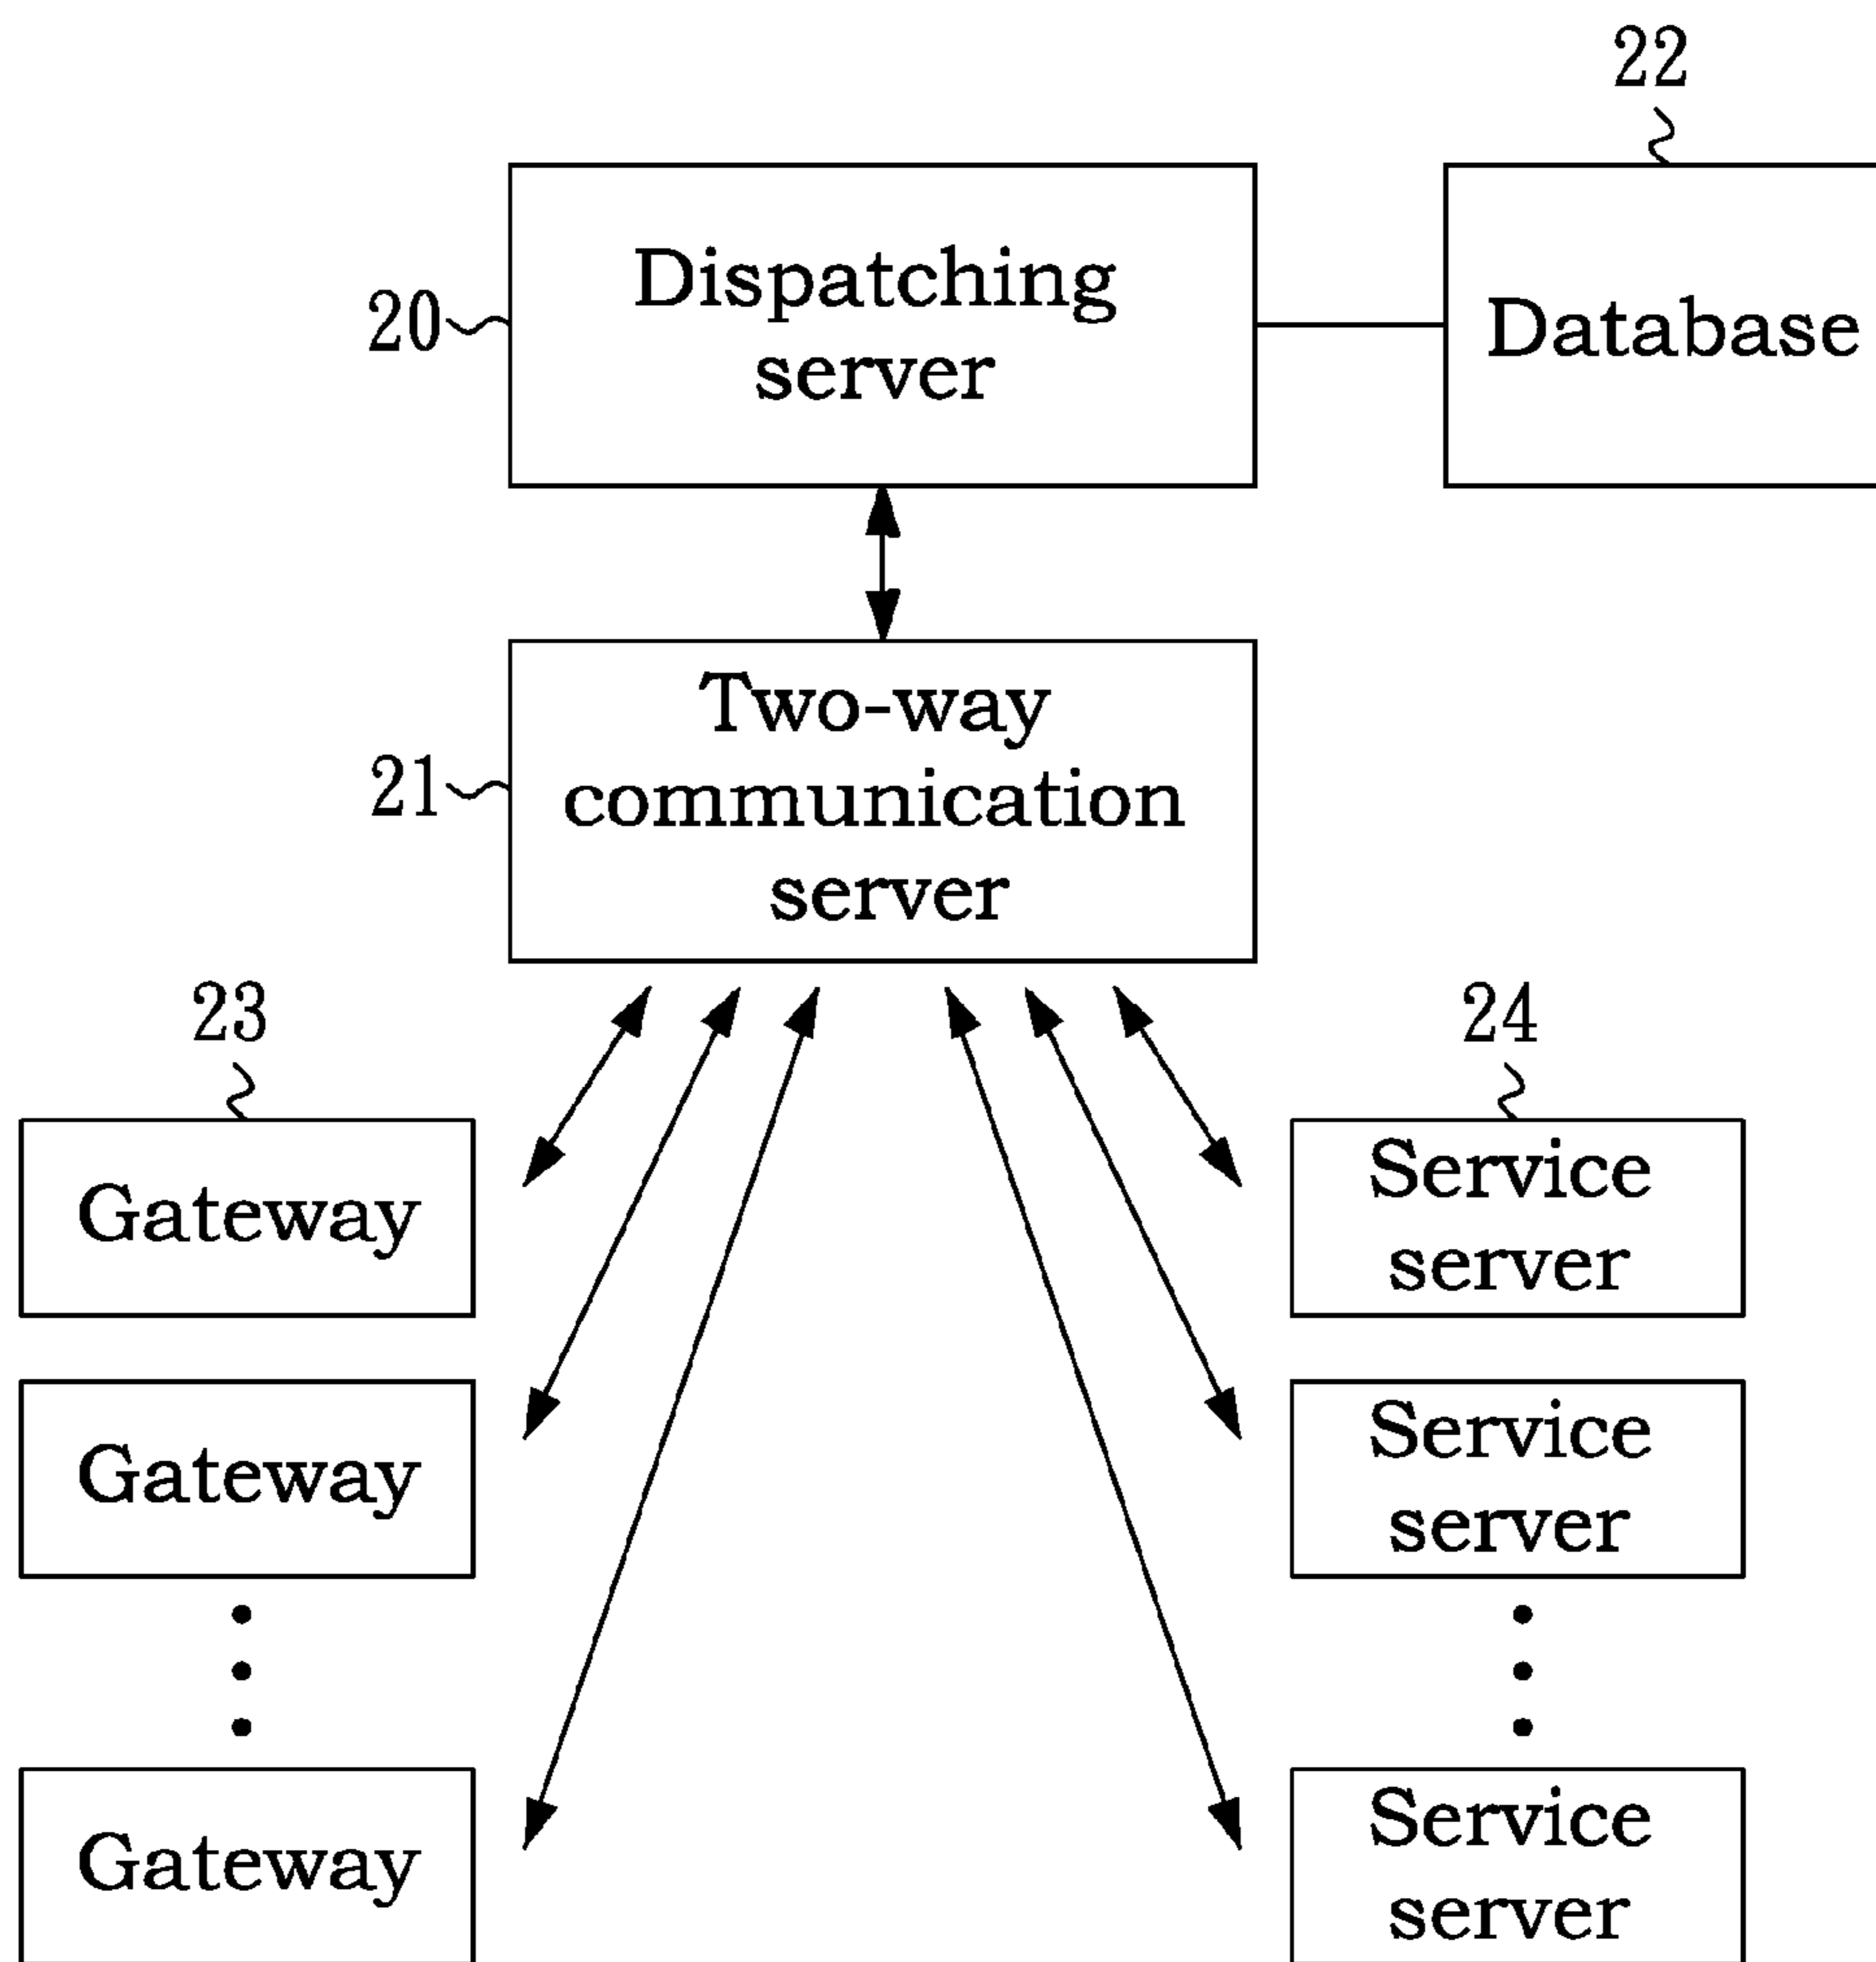 22
Dispatching
server
20
Database
Two-way
communication
server
21
23
24
Gateway
Service
server
Gateway
Service
server
Gateway
Service
server